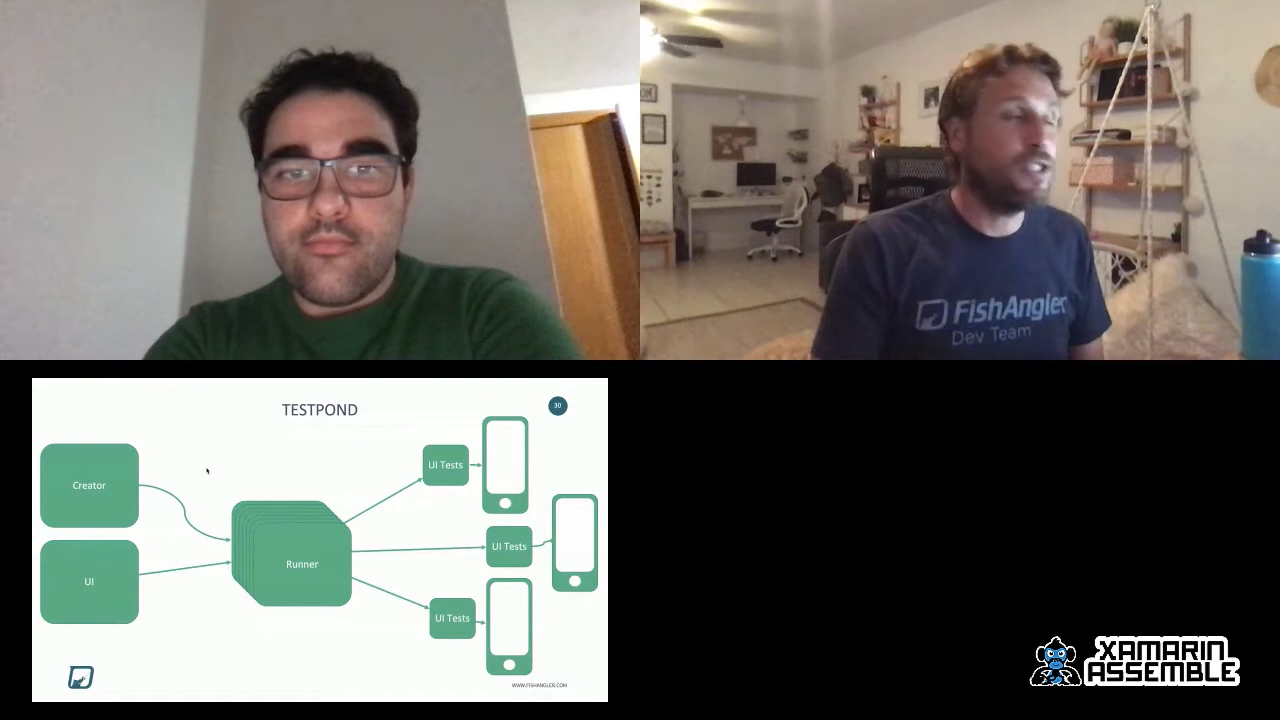 FishAngler
Dev Team
TESTPOND
30
Creator
UI
Runner
UI Tests
UI Tests
UI Tests
WWW.FISHANGLER.COM
XAMARIN
ASSEMBLE